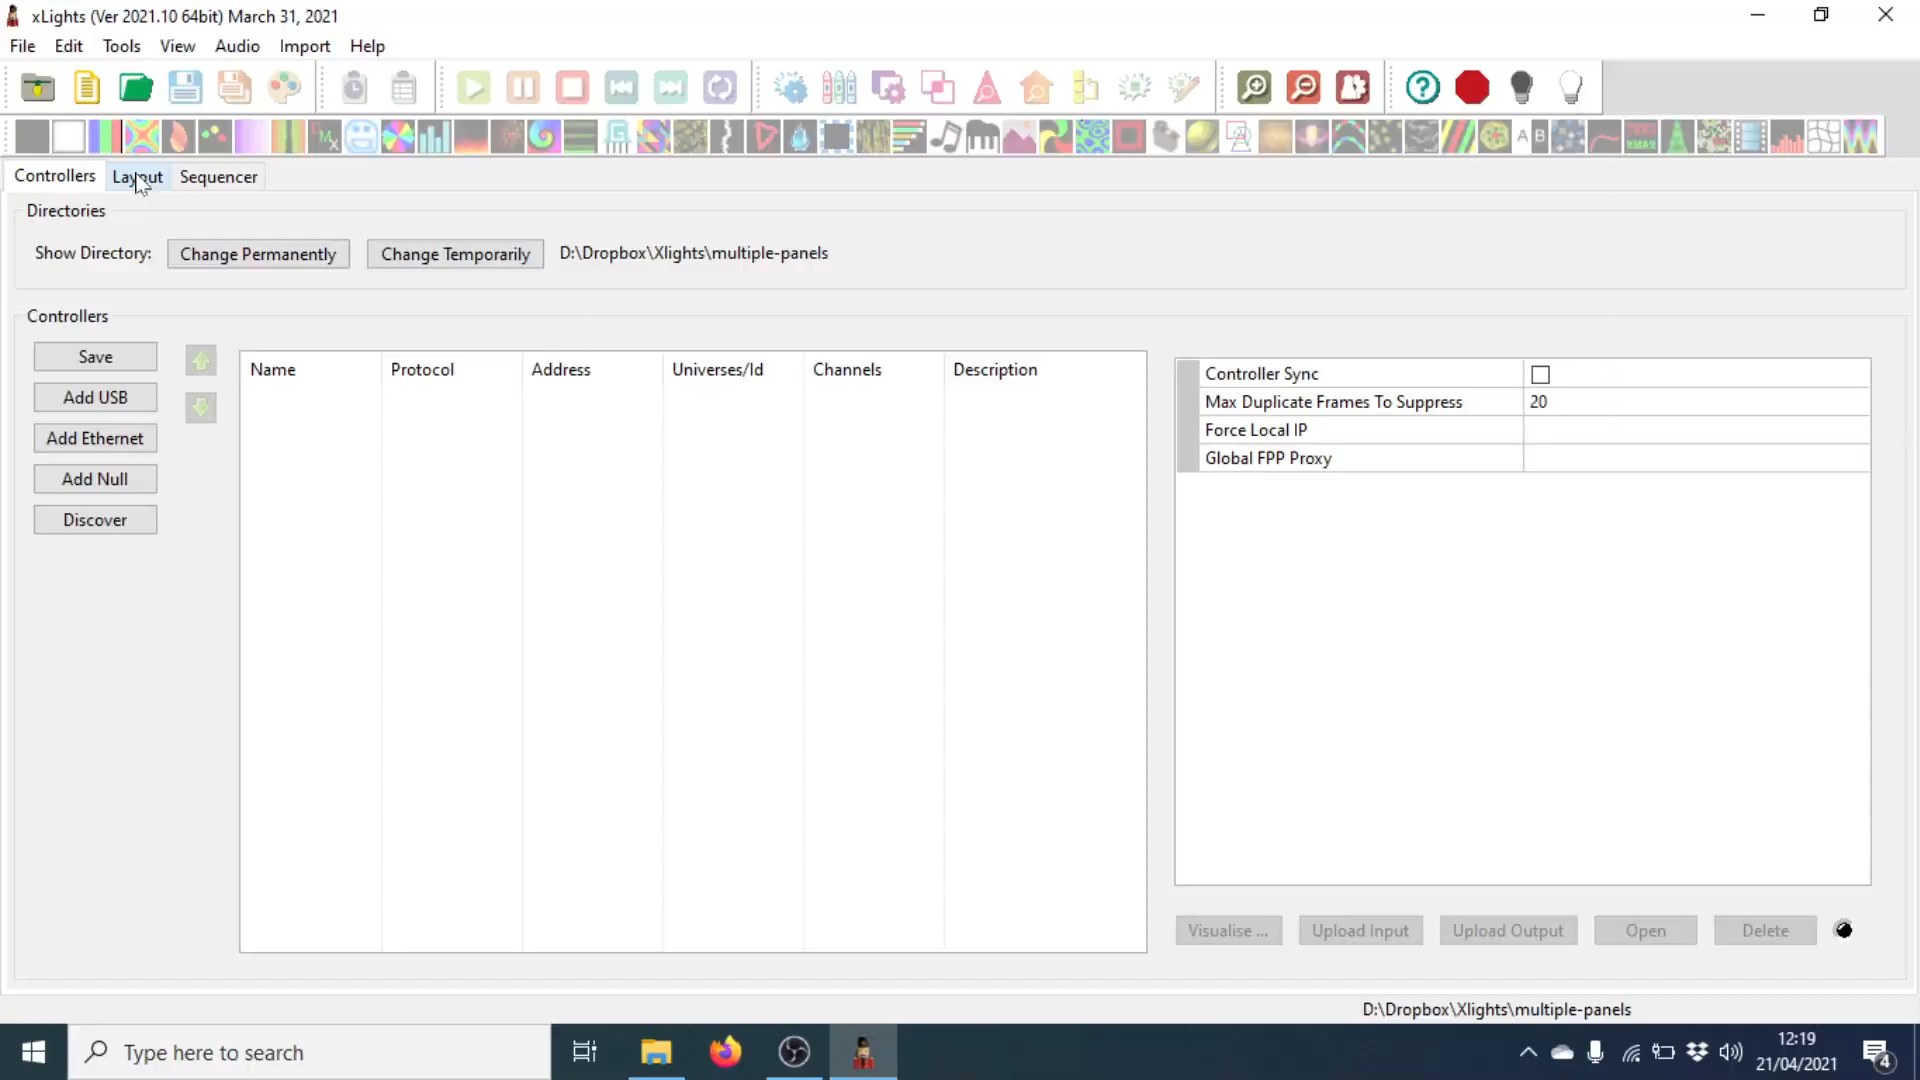 xLights (Ver 2021.10 64bit) March 31, 2021
File Edit Tools View Audio Import Help
Controllers Layout Sequencer
Directories
Show Directory: Change Permanently Change Temporarily D:\Dropbox\Xlights\multiple-panels
Controllers
Save
Add USB
Add Ethernet
Add Null
Discover
Name Protocol Address Universes/Id Channels Description
Controller Sync
Max Duplicate Frames To Suppress 20
Force Local IP
Global FPP Proxy
Visualise ... Upload Input Upload Output Open Delete
D:\Dropbox\Xlights\multiple-panels
Type here to search
12:19
21/04/2021
4